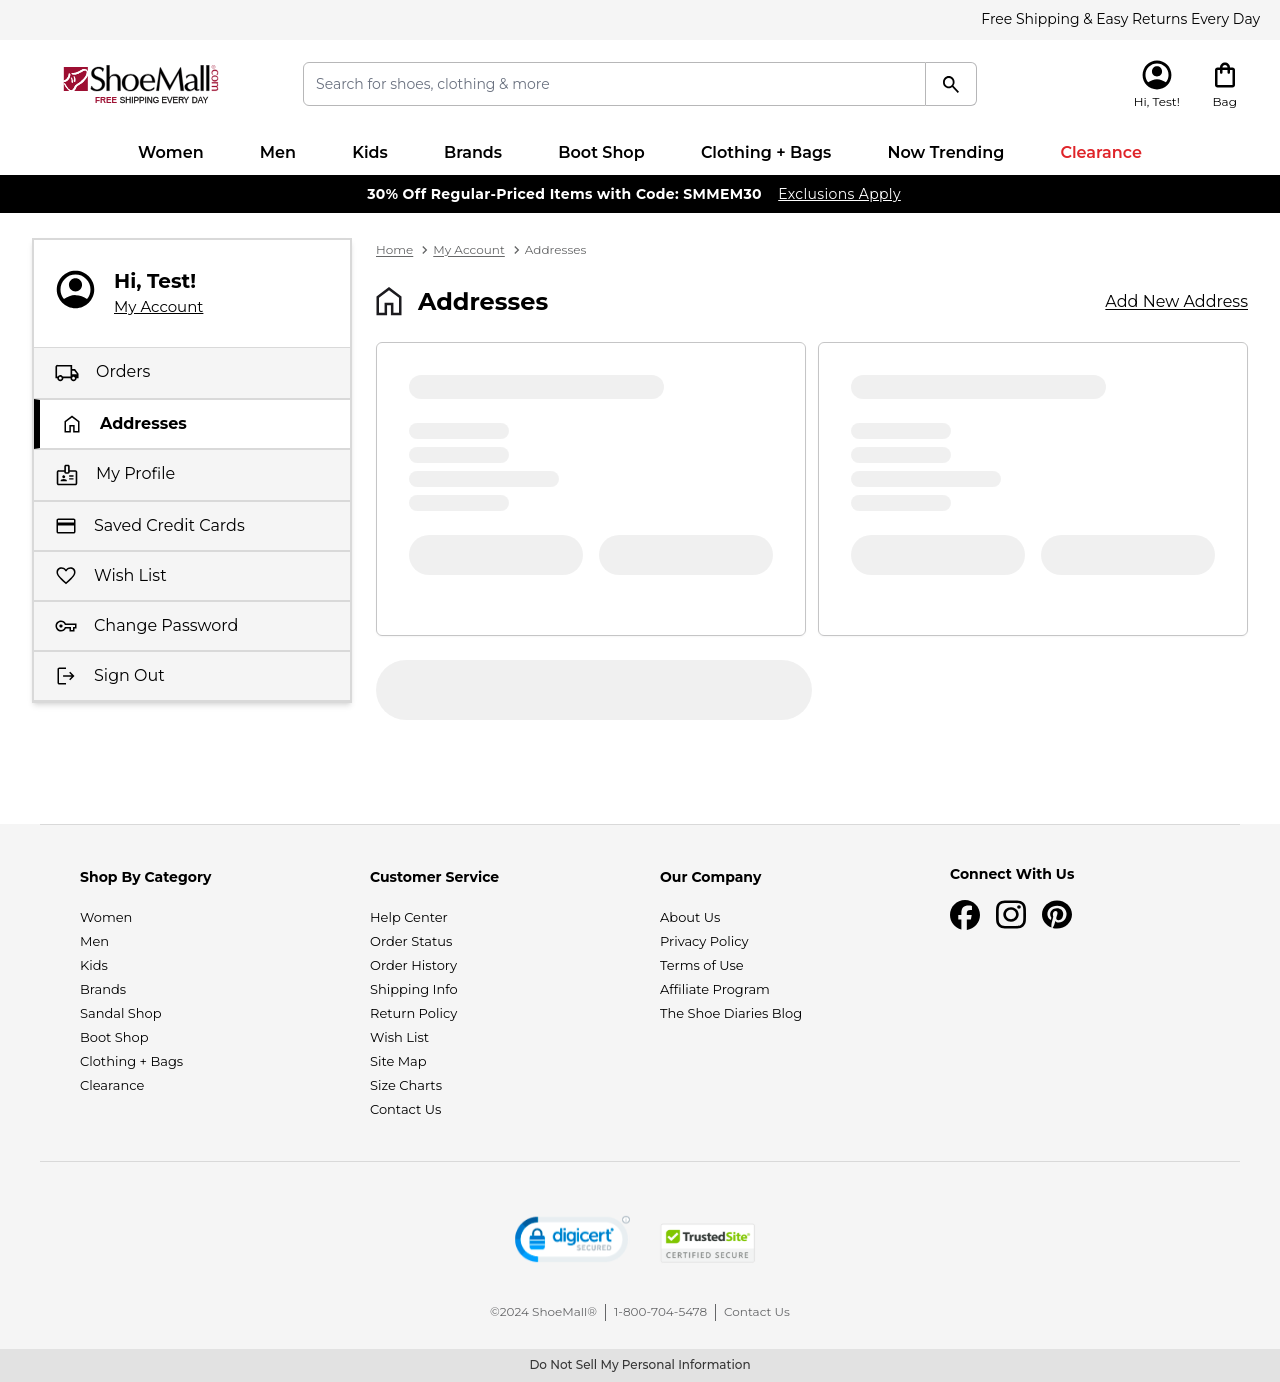 Free Shipping & Easy Returns Every Day
ShoeMall.com
FREE SHIPPING EVERY DAY
Search for shoes, clothing & more
Hi, Test!
Bag
Women
Men
Kids
Brands
Boot Shop
Clothing + Bags
Now Trending
Clearance
30% Off Regular-Priced Items with Code: SMMEM30 Exclusions Apply
Hi, Test!
My Account
Orders
Addresses
My Profile
Saved Credit Cards
Wish List
Change Password
Sign Out
Home > My Account > Addresses
Addresses
Add New Address
Shop By Category
Women
Men
Kids
Brands
Sandal Shop
Boot Shop
Clothing + Bags
Clearance
Customer Service
Help Center
Order Status
Order History
Shipping Info
Return Policy
Wish List
Site Map
Size Charts
Contact Us
Our Company
About Us
Privacy Policy
Terms of Use
Affiliate Program
The Shoe Diaries Blog
Connect With Us
digicert
SECURED
TrustedSite
CERTIFIED SECURE
©2024 ShoeMall® | 1-800-704-5478 | Contact Us
Do Not Sell My Personal Information